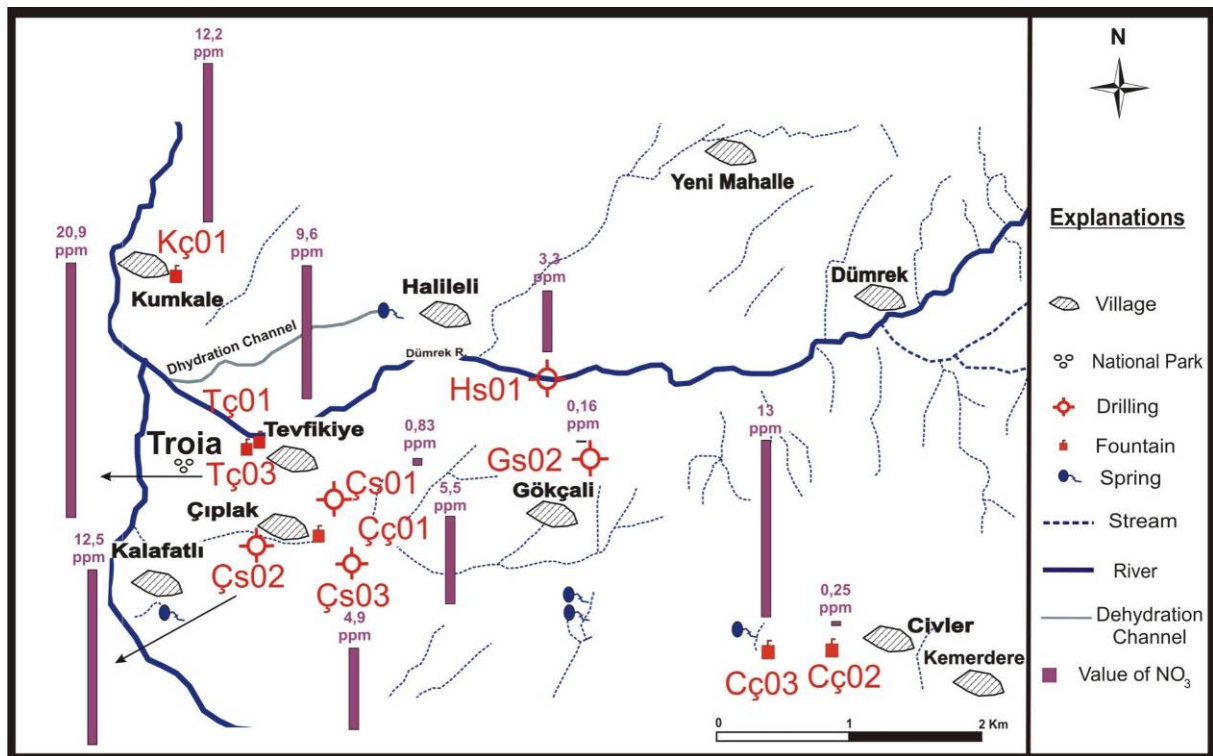 12,2
ppm
N
Yeni Mahalle
Explanations
20,9
ppm
Kç01
9,6
ppm
3,3
ppm
Dümrek
Kumkale
Halileli
Village
Dhydration Channel
Dümrek R.
National Park
Tç01
Hs01
Drilling
0,16
ppm
13
ppm
Troia
Tevfikiye
0,83
ppm
Fountain
Tç03
Gs02
Spring
Çs01
Gökçali
Çıplak
5,5
ppm
Stream
Çç01
12,5
ppm
Kalafatlı
River
Çs02
Çs03
4,9
ppm
0,25
ppm
Dehydration
Channel
Civler
Kemerdere
Value of NO3
Cç03
Cç02
0
1
2 Km